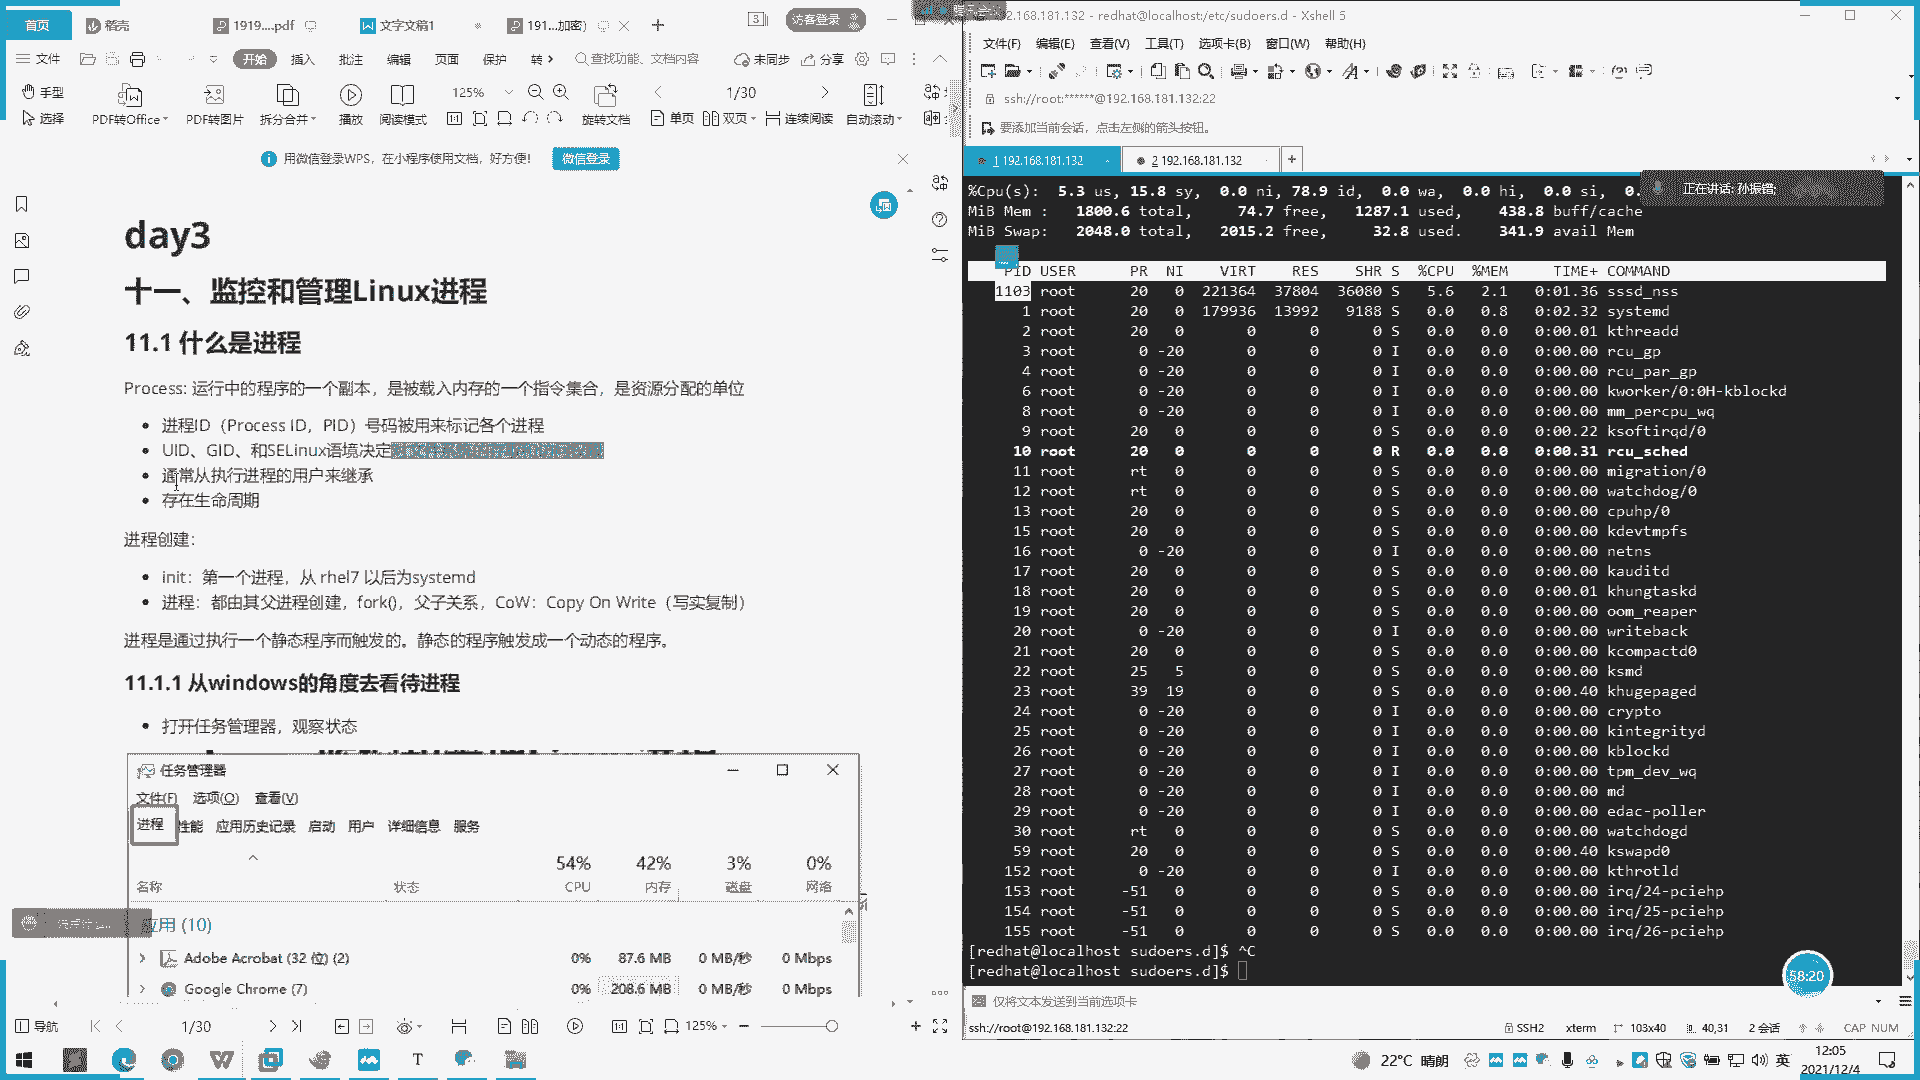 首页 稻壳 1919....pdf 文字文稿1 191...加密) 访客登录
文件 开始 插入 批注 编辑 页面 保护 转 查找功能、文档内容 未同步 分享
手型 选择 PDF转Office PDF转图片 拆分合并 播放 阅读模式 125% 旋转文档 1/30 单页 双页 连续阅读 自动滚动
用微信登录WPS，在小程序使用文档，好方便! 微信登录
day3
十一、监控和管理Linux进程
11.1 什么是进程
Process: 运行中的程序的一个副本，是被载入内存的一个指令集合，是资源分配的单位
进程ID（Process ID，PID）号码被用来标记各个进程
UID、GID、和SELinux语境决定
通常从执行进程的用户来继承
存在生命周期
进程创建：
init：第一个进程，从 rhel7 以后为systemd
进程：都由其父进程创建，fork()，父子关系，CoW：Copy On Write（写实复制）
进程是通过执行一个静态程序而触发的。静态的程序触发成一个动态的程序。
11.1.1 从windows的角度去看待进程
打开任务管理器，观察状态
任务管理器
文件(F) 选项(O) 查看(V)
进程 性能 应用历史记录 启动 用户 详细信息 服务
54% 42% 3% 0%
名称 状态 CPU 内存 磁盘 网络
应用 (10)
Adobe Acrobat (32 位) (2) 0% 87.6 MB 0 MB/秒 0 Mbps
Google Chrome (7) 0% 208.6 MB 0 MB/秒 0 Mbps
导航 1/30 125%
192.168.181.132 - redhat@localhost:/etc/sudoers.d - Xshell 5
文件(F) 编辑(E) 查看(V) 工具(T) 选项卡(B) 窗口(W) 帮助(H)
ssh://root:******@192.168.181.132:22
要添加当前会话，点击左侧的箭头按钮。
1 192.168.181.132 2 192.168.181.132
正在讲话: 孙振锴;
%Cpu(s):  5.3 us, 15.8 sy,  0.0 ni, 78.9 id,  0.0 wa,  0.0 hi,  0.0 si,  0.
MiB Mem :   1800.6 total,     74.7 free,   1287.1 used,    438.8 buff/cache
MiB Swap:   2048.0 total,   2015.2 free,     32.8 used.    341.9 avail Mem
PID USER PR NI VIRT RES SHR S %CPU %MEM TIME+ COMMAND
1103 root 20 0 221364 37804 36080 S 5.6 2.1 0:01.36 sssd_nss
1 root 20 0 179936 13992 9188 S 0.0 0.8 0:02.32 systemd
2 root 20 0 0 0 0 S 0.0 0.0 0:00.01 kthreadd
3 root 0 -20 0 0 0 I 0.0 0.0 0:00.00 rcu_gp
4 root 0 -20 0 0 0 I 0.0 0.0 0:00.00 rcu_par_gp
6 root 0 -20 0 0 0 I 0.0 0.0 0:00.00 kworker/0:0H-kblockd
8 root 0 -20 0 0 0 I 0.0 0.0 0:00.00 mm_percpu_wq
9 root 20 0 0 0 0 S 0.0 0.0 0:00.22 ksoftirqd/0
10 root 20 0 0 0 0 R 0.0 0.0 0:00.31 rcu_sched
11 root rt 0 0 0 0 S 0.0 0.0 0:00.00 migration/0
12 root rt 0 0 0 0 S 0.0 0.0 0:00.00 watchdog/0
13 root 20 0 0 0 0 S 0.0 0.0 0:00.00 cpuhp/0
15 root 20 0 0 0 0 S 0.0 0.0 0:00.00 kdevtmpfs
16 root 0 -20 0 0 0 I 0.0 0.0 0:00.00 netns
17 root 20 0 0 0 0 S 0.0 0.0 0:00.00 kauditd
18 root 20 0 0 0 0 S 0.0 0.0 0:00.01 khungtaskd
19 root 20 0 0 0 0 S 0.0 0.0 0:00.00 oom_reaper
20 root 0 -20 0 0 0 I 0.0 0.0 0:00.00 writeback
21 root 20 0 0 0 0 S 0.0 0.0 0:00.00 kcompactd0
22 root 25 5 0 0 0 S 0.0 0.0 0:00.00 ksmd
23 root 39 19 0 0 0 S 0.0 0.0 0:00.40 khugepaged
24 root 0 -20 0 0 0 I 0.0 0.0 0:00.00 crypto
25 root 0 -20 0 0 0 I 0.0 0.0 0:00.00 kintegrityd
26 root 0 -20 0 0 0 I 0.0 0.0 0:00.00 kblockd
27 root 0 -20 0 0 0 I 0.0 0.0 0:00.00 tpm_dev_wq
28 root 0 -20 0 0 0 I 0.0 0.0 0:00.00 md
29 root 0 -20 0 0 0 I 0.0 0.0 0:00.00 edac-poller
30 root rt 0 0 0 0 S 0.0 0.0 0:00.00 watchdogd
59 root 20 0 0 0 0 S 0.0 0.0 0:00.40 kswapd0
152 root 0 -20 0 0 0 I 0.0 0.0 0:00.00 kthrotld
153 root -51 0 0 0 0 S 0.0 0.0 0:00.00 irq/24-pciehp
154 root -51 0 0 0 0 S 0.0 0.0 0:00.00 irq/25-pciehp
155 root -51 0 0 0 0 S 0.0 0.0 0:00.00 irq/26-pciehp
[redhat@localhost sudoers.d]$ ^C
[redhat@localhost sudoers.d]$
58:20
仅将文本发送到当前选项卡
ssh://root@192.168.181.132:22 SSH2 xterm 103x40 40,31 2 会话 CAP NUM
22°C 晴朗 英 12:05
2021/12/4